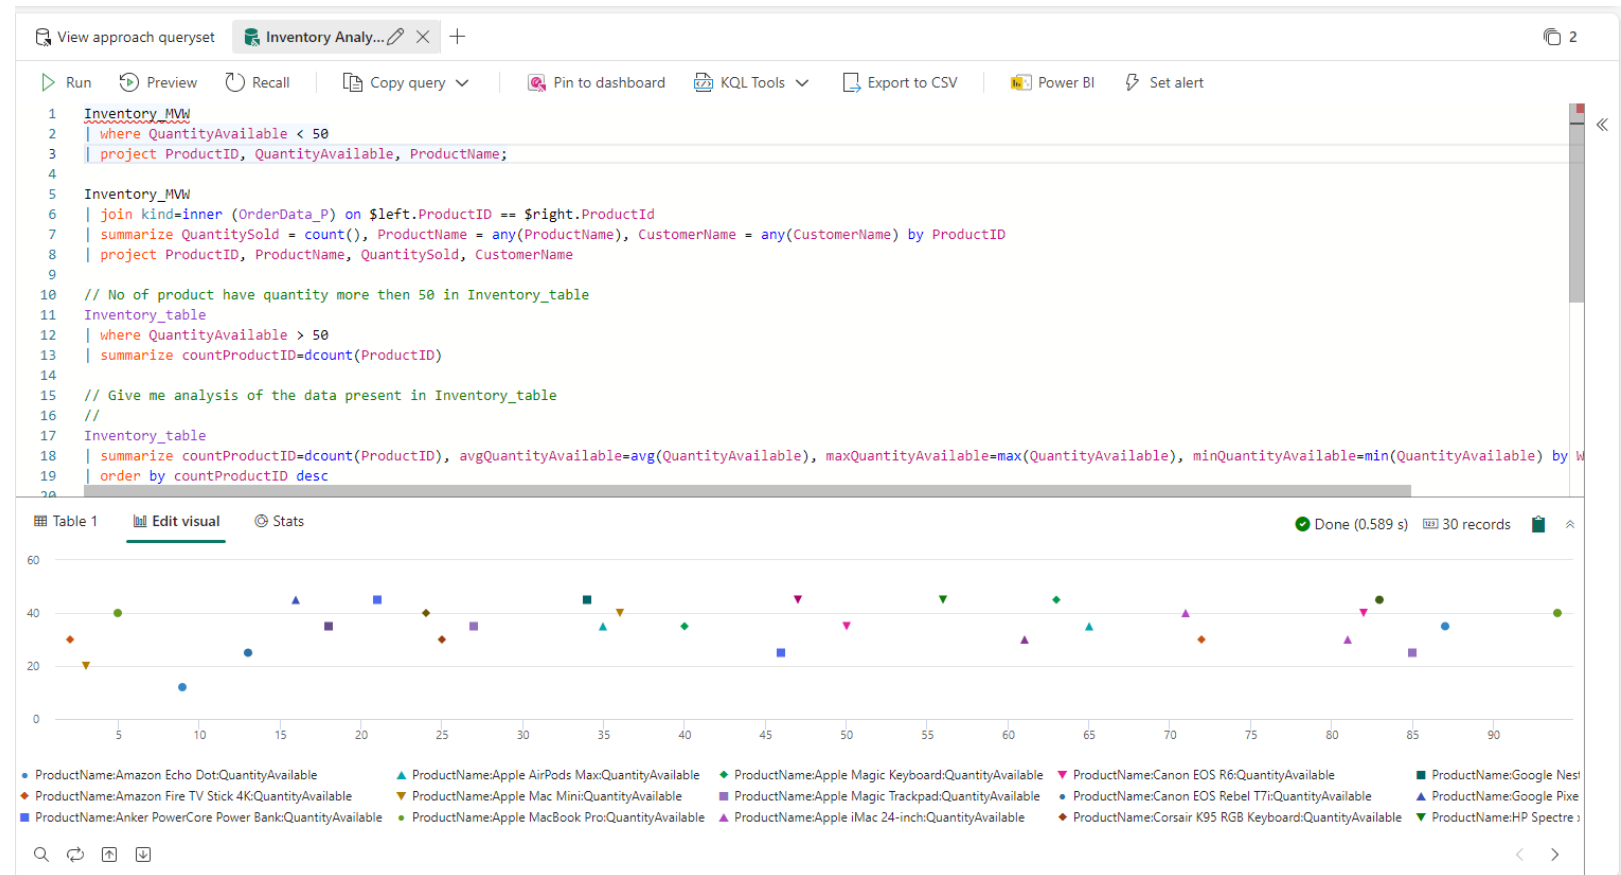 View approach queryset Inventory Analy... 2
Run Preview Recall Copy query Pin to dashboard KQL Tools Export to CSV Power BI Set alert
1 Inventory_MVW
2 | where QuantityAvailable < 50
3 | project ProductID, QuantityAvailable, ProductName;
4
5 Inventory_MVW
6 | join kind=inner (OrderData_P) on $left.ProductID == $right.ProductId
7 | summarize QuantitySold = count(), ProductName = any(ProductName), CustomerName = any(CustomerName) by ProductID
8 | project ProductID, ProductName, QuantitySold, CustomerName
9
10 // No of product have quantity more then 50 in Inventory_table
11 Inventory_table
12 | where QuantityAvailable > 50
13 | summarize countProductID=dcount(ProductID)
14
15 // Give me analysis of the data present in Inventory_table
16 //
17 Inventory_table
18 | summarize countProductID=dcount(ProductID), avgQuantityAvailable=avg(QuantityAvailable), maxQuantityAvailable=max(QuantityAvailable), minQuantityAvailable=min(QuantityAvailable) by W
19 | order by countProductID desc
20
Table 1 Edit visual Stats Done (0.589 s) 30 records
60
40
20
0
5 10 15 20 25 30 35 40 45 50 55 60 65 70 75 80 85 90
ProductName:Amazon Echo Dot:QuantityAvailable ProductName:Apple AirPods Max:QuantityAvailable ProductName:Apple Magic Keyboard:QuantityAvailable ProductName:Canon EOS R6:QuantityAvailable ProductName:Google Nest
ProductName:Amazon Fire TV Stick 4K:QuantityAvailable ProductName:Apple Mac Mini:QuantityAvailable ProductName:Apple Magic Trackpad:QuantityAvailable ProductName:Canon EOS Rebel T7i:QuantityAvailable ProductName:Google Pixe
ProductName:Anker PowerCore Power Bank:QuantityAvailable ProductName:Apple MacBook Pro:QuantityAvailable ProductName:Apple iMac 24-inch:QuantityAvailable ProductName:Corsair K95 RGB Keyboard:QuantityAvailable ProductName:HP Spectre